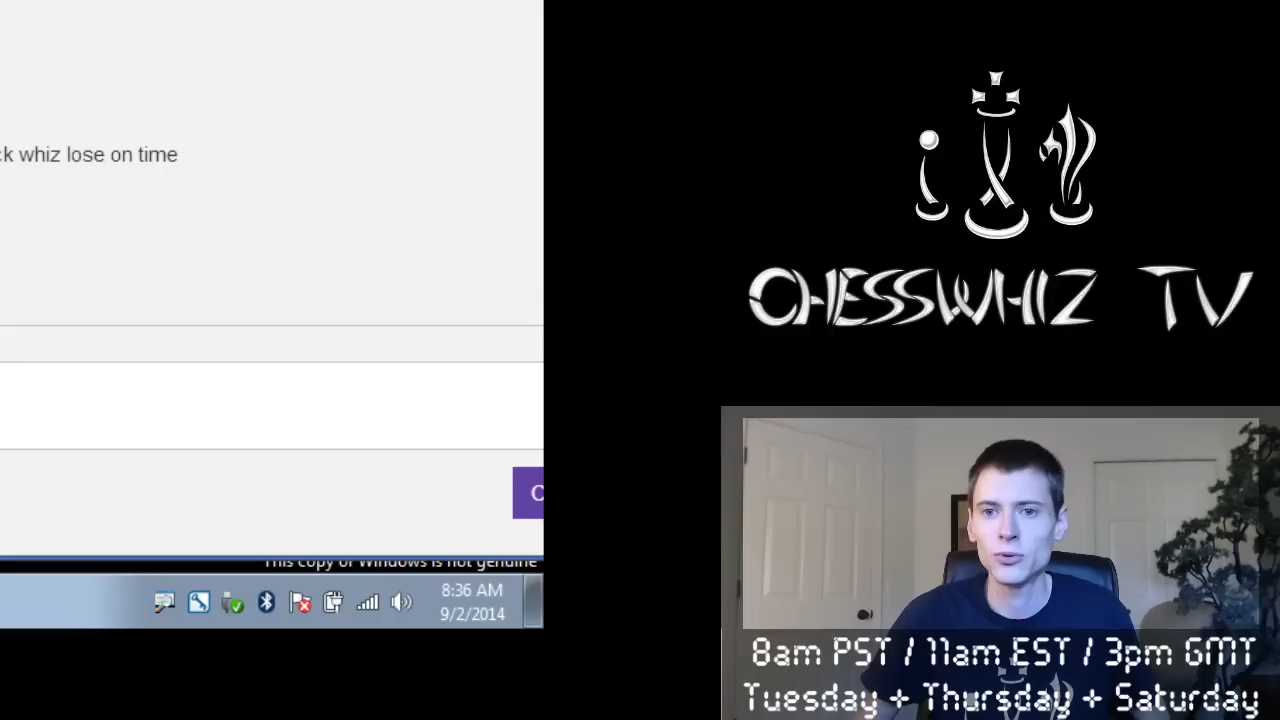 ck whiz lose on time
This copy of Windows is not genuine
8:36 AM
9/2/2014
CHESSWHIZ TV
8am PST / 11am EST / 3pm GMT
Tuesday + Thursday + Saturday